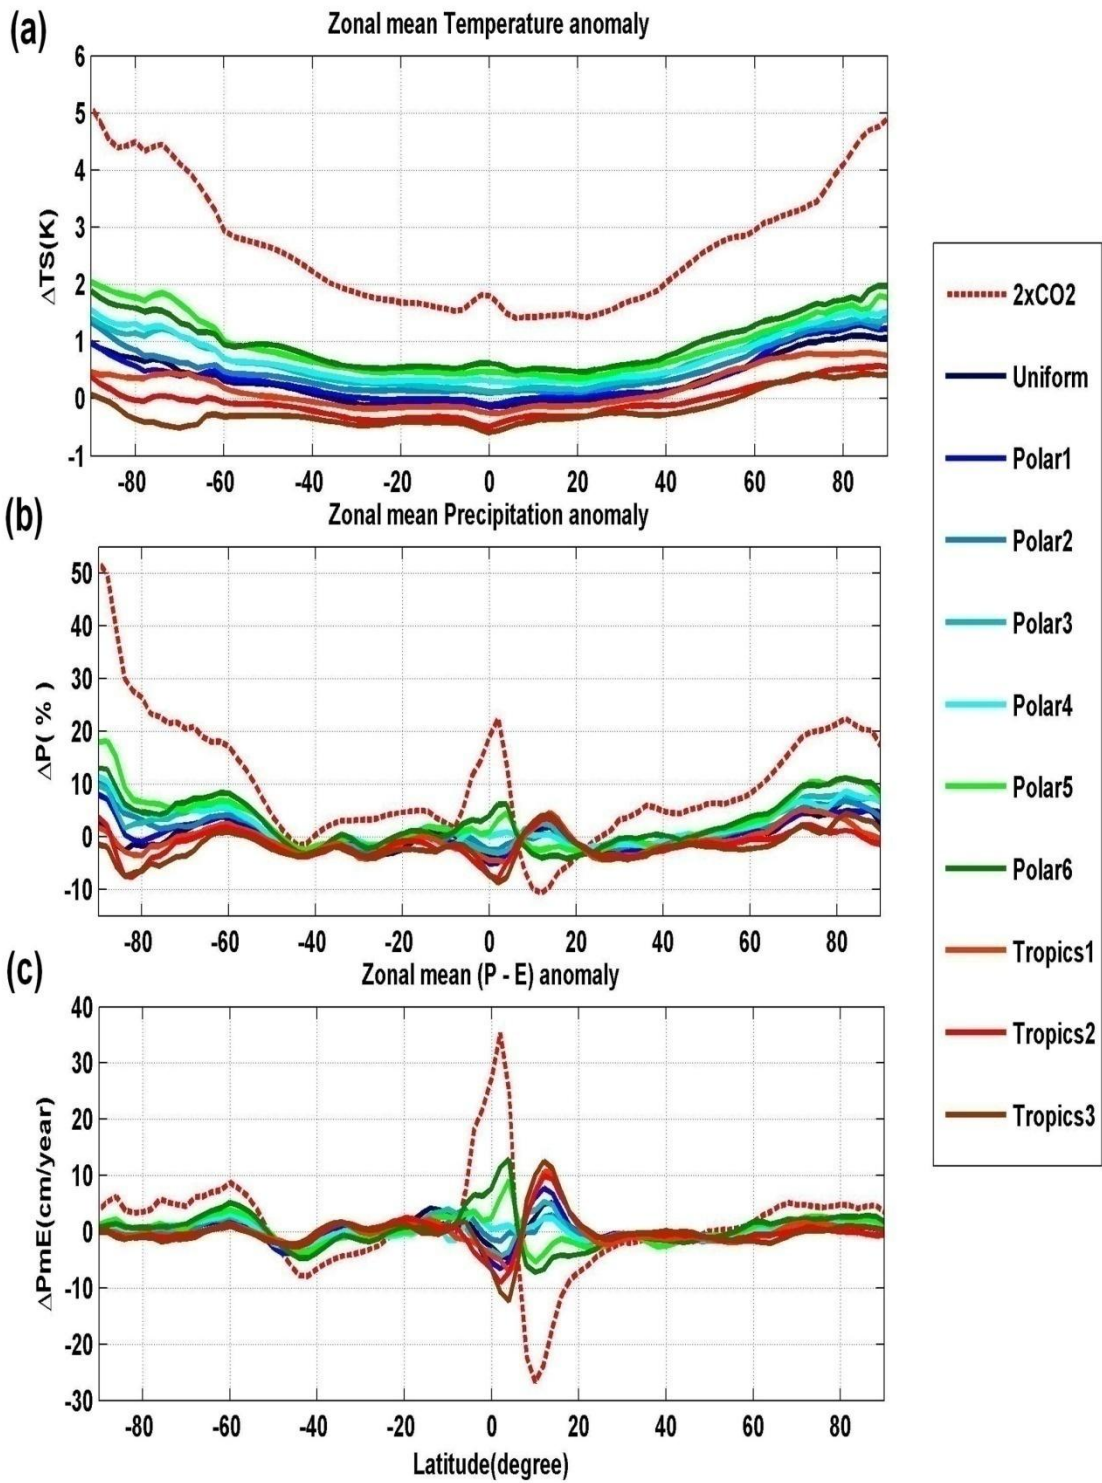 (a)
Zonal mean Temperature anomaly
6
5
4
3
2
1
0
-1
ΔTS(K)
-80 -60 -40 -20 0 20 40 60 80
(b)
Zonal mean Precipitation anomaly
50
40
30
20
10
0
-10
ΔP( % )
-80 -60 -40 -20 0 20 40 60 80
(c)
Zonal mean (P - E) anomaly
40
30
20
10
0
-10
-20
-30
ΔPmE(cm/year)
-80 -60 -40 -20 0 20 40 60 80
Latitude(degree)
2xCO2
Uniform
Polar1
Polar2
Polar3
Polar4
Polar5
Polar6
Tropics1
Tropics2
Tropics3